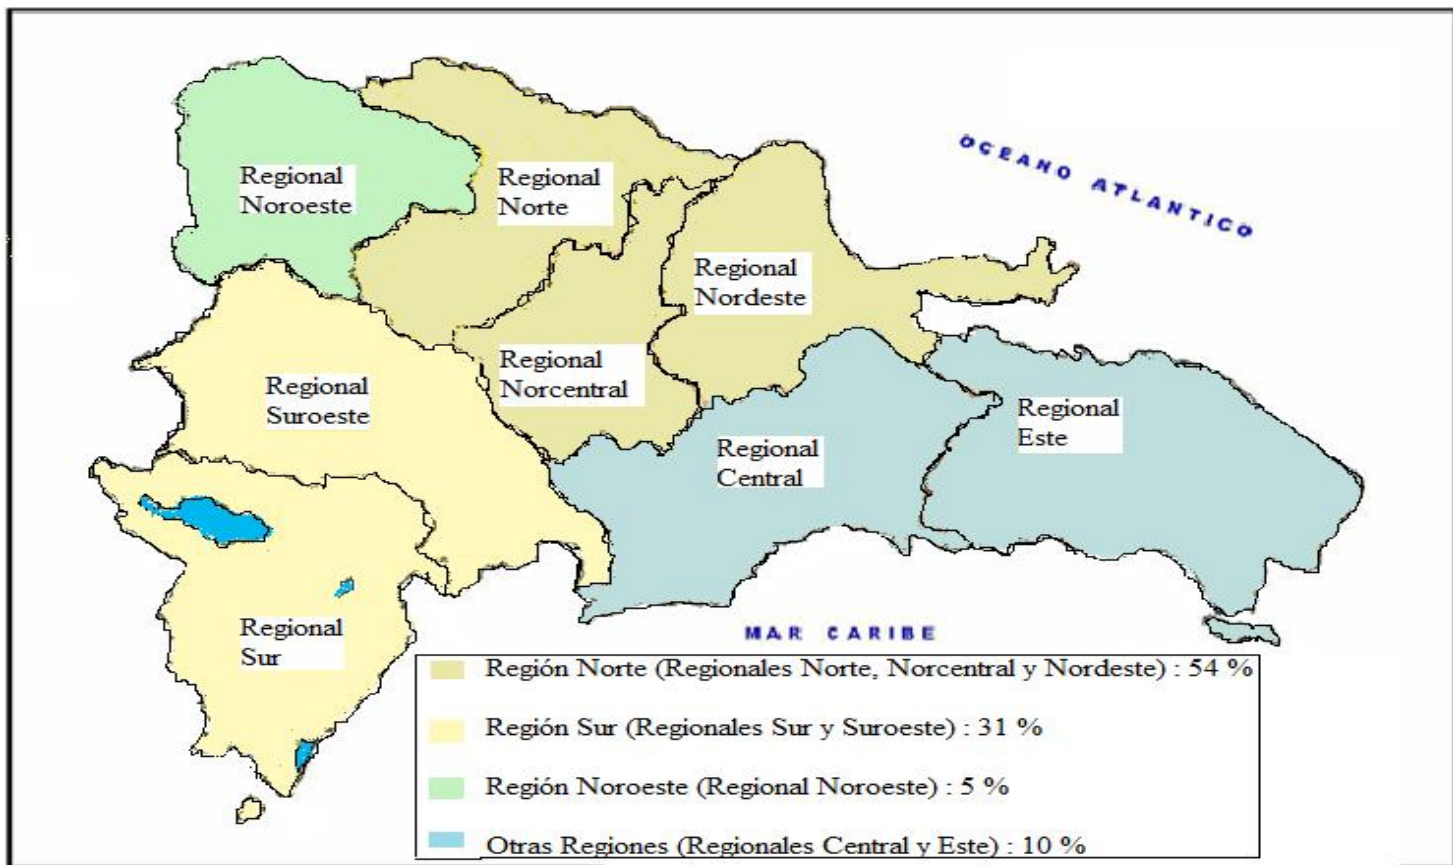 OCEANO ATLANTICO
Regional
Noroeste
Regional
Norte
Regional
Nordeste
Regional
Norcentral
Regional
Suroeste
Regional
Este
Regional
Central
Regional
Sur
MAR CARIBE
Región Norte (Regionales Norte, Norcentral y Nordeste) : 54 %
Región Sur (Regionales Sur y Suroeste) : 31 %
Región Noroeste (Regional Noroeste) : 5 %
Otras Regiones (Regionales Central y Este) : 10 %